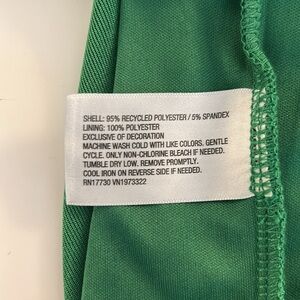 SHELL: 95% RECYCLED POLYESTER / 5% SPANDEX
LINING: 100% POLYESTER
EXCLUSIVE OF DECORATION
MACHINE WASH COLD WITH LIKE COLORS. GENTLE
CYCLE. ONLY NON-CHLORINE BLEACH IF NEEDED.
TUMBLE DRY LOW. REMOVE PROMPTLY.
COOL IRON ON REVERSE SIDE IF NEEDED.
RN17730 VN1973322